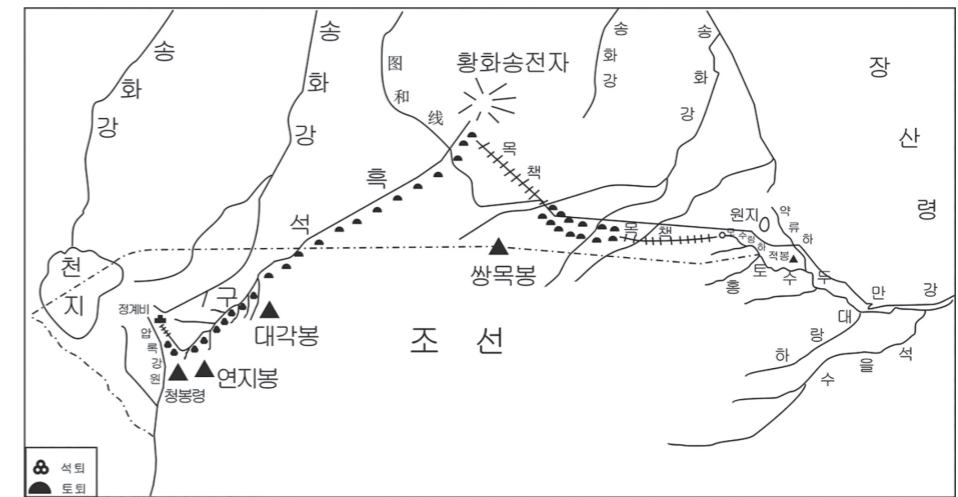 송화강
송화강
图和线
황화송전자
송화강
송화강
장산령
흑석구
목책
목책
원지
약류하
모수림하
적봉
홍토수
두만강
대랑하
석을수
쌍목봉
천지
정계비
압록강원
청봉령
연지봉
대각봉
조 선
석퇴
토퇴